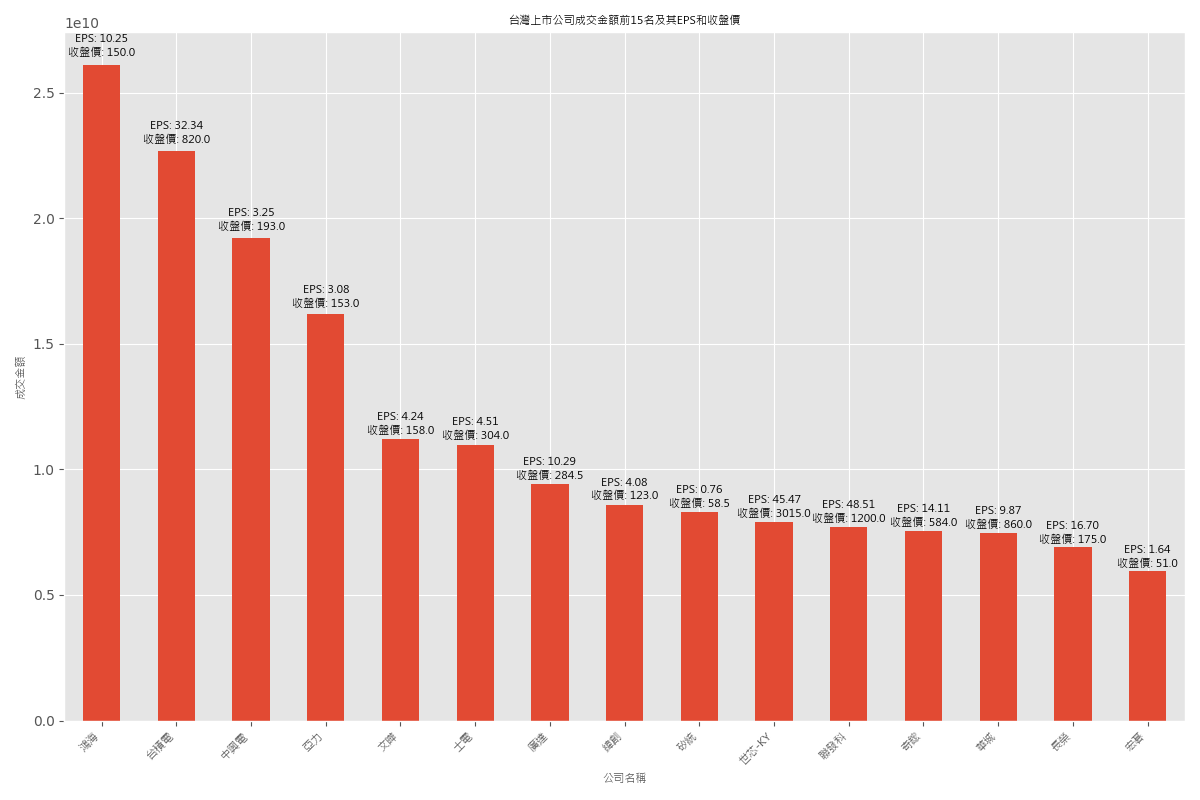 台灣上市公司成交金額前15名及其EPS和收盤價
1e10
EPS: 10.25
收盤價: 150.0
EPS: 32.34
收盤價: 820.0
EPS: 3.25
收盤價: 193.0
EPS: 3.08
收盤價: 153.0
EPS: 4.24
收盤價: 158.0
EPS: 4.51
收盤價: 304.0
EPS: 10.29
收盤價: 284.5
EPS: 4.08
收盤價: 123.0
EPS: 0.76
收盤價: 58.5
EPS: 45.47
收盤價: 3015.0
EPS: 48.51
收盤價: 1200.0
EPS: 14.11
收盤價: 584.0
EPS: 9.87
收盤價: 860.0
EPS: 16.70
收盤價: 175.0
EPS: 1.64
收盤價: 51.0
2.5
2.0
1.5
1.0
0.5
0.0
成交金額
鴻海
台積電
中興電
亞力
文曄
士電
廣達
緯創
矽統
世芯-KY
聯發科
奇鋐
華城
長榮
宏碁
公司名稱